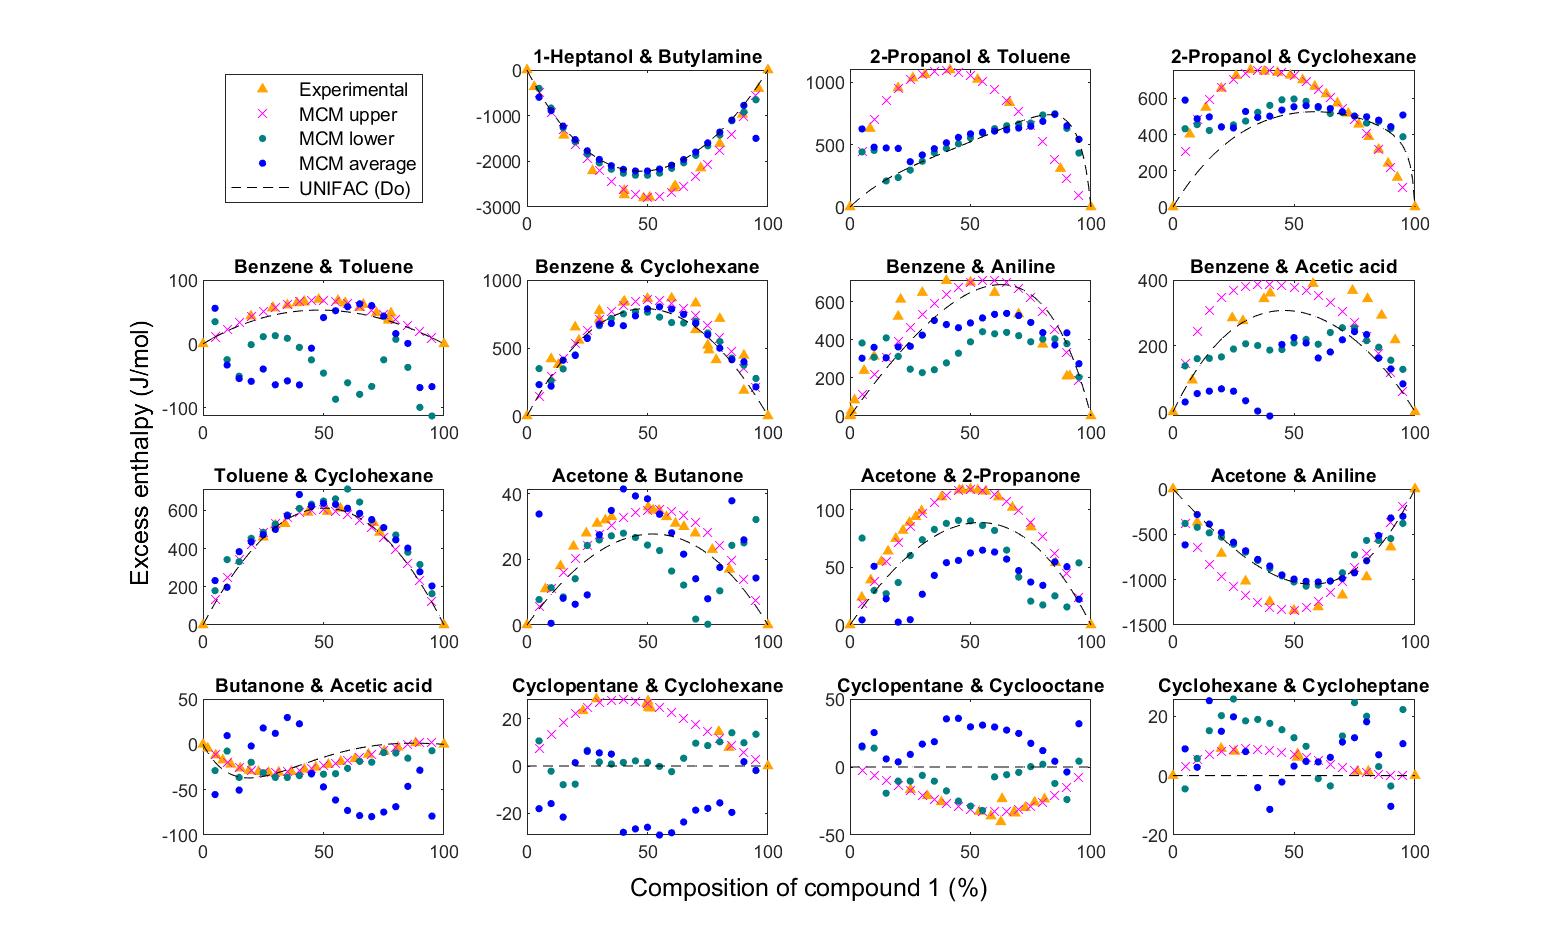 Experimental
MCM upper
MCM lower
MCM average
UNIFAC (Do)
1-Heptanol & Butylamine
0
-1000
-2000
-3000
0 50 100
2-Propanol & Toluene
1000
500
0
0 50 100
2-Propanol & Cyclohexane
600
400
200
0
0 50 100
Excess enthalpy (J/mol)
Benzene & Toluene
100
0
-100
0 50 100
Benzene & Cyclohexane
1000
500
0
0 50 100
Benzene & Aniline
600
400
200
0
0 50 100
Benzene & Acetic acid
400
200
0
0 50 100
Toluene & Cyclohexane
600
400
200
0
0 50 100
Acetone & Butanone
40
20
0
0 50 100
Acetone & 2-Propanone
100
50
0
0 50 100
Acetone & Aniline
0
-500
-1000
-1500
0 50 100
Butanone & Acetic acid
50
0
-50
-100
0 50 100
Cyclopentane & Cyclohexane
20
0
-20
0 50 100
Cyclopentane & Cyclooctane
50
0
-50
0 50 100
Cyclohexane & Cycloheptane
20
0
-20
0 50 100
Composition of compound 1 (%)